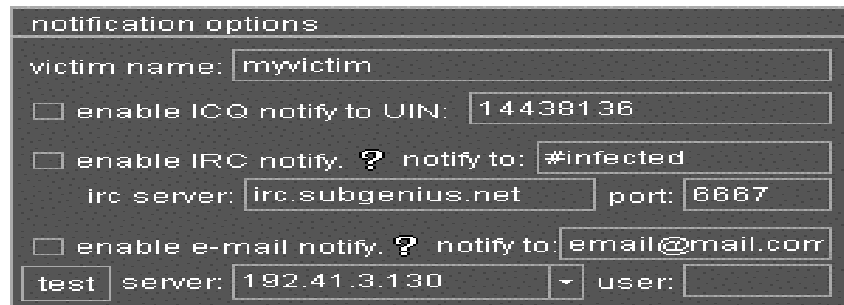 notification options
victim name: myvictim
enable ICQ notify to UIN: 14438136
enable IRC notify. ? notify to: #infected
irc server: irc.subgenius.net port: 6667
enable e-mail notify. ? notify to: email@mail.com
test server: 192.41.3.130 user: